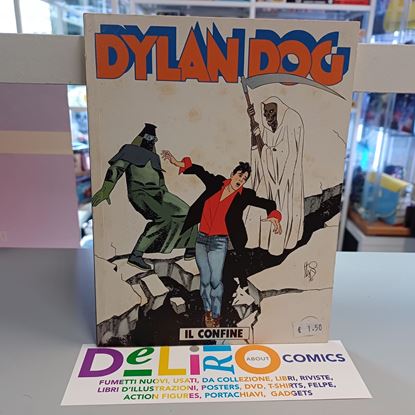 DYLAN DOG
IL CONFINE
€ 1.50
DeLiRiO ABOUT COMICS
FUMETTI NUOVI, USATI, DA COLLEZIONE, LIBRI, RIVISTE,
LIBRI D'ILLUSTRAZIONI, POSTERS, DVD, T-SHIRTS, FELPE,
ACTION FIGURES, PORTACHIAVI, GADGETS